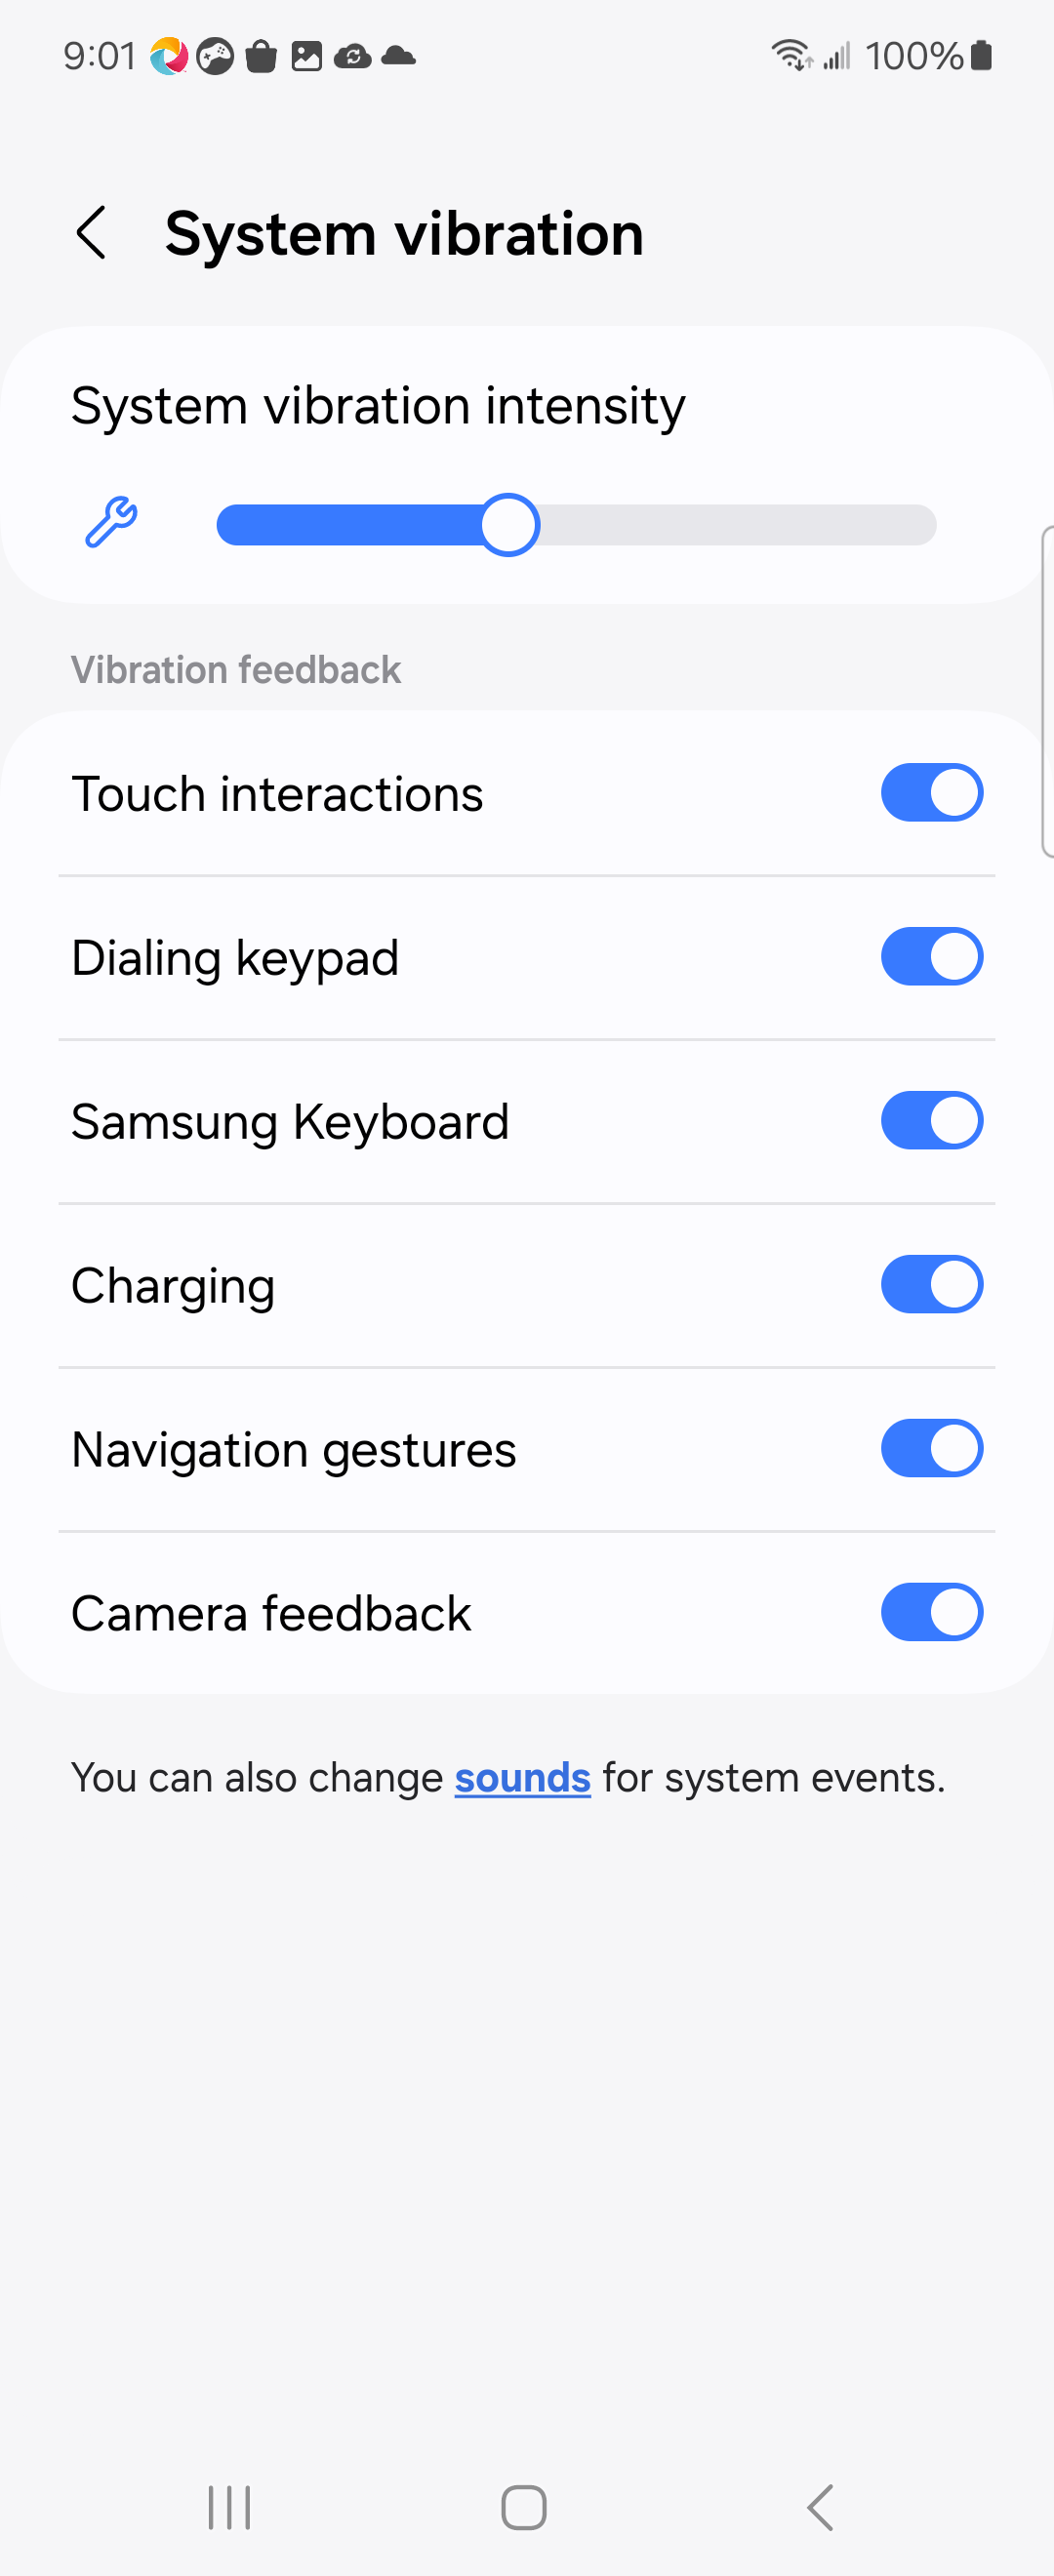 9:01 100%
System vibration
System vibration intensity
Vibration feedback
Touch interactions
Dialing keypad
Samsung Keyboard
Charging
Navigation gestures
Camera feedback
You can also change sounds for system events.